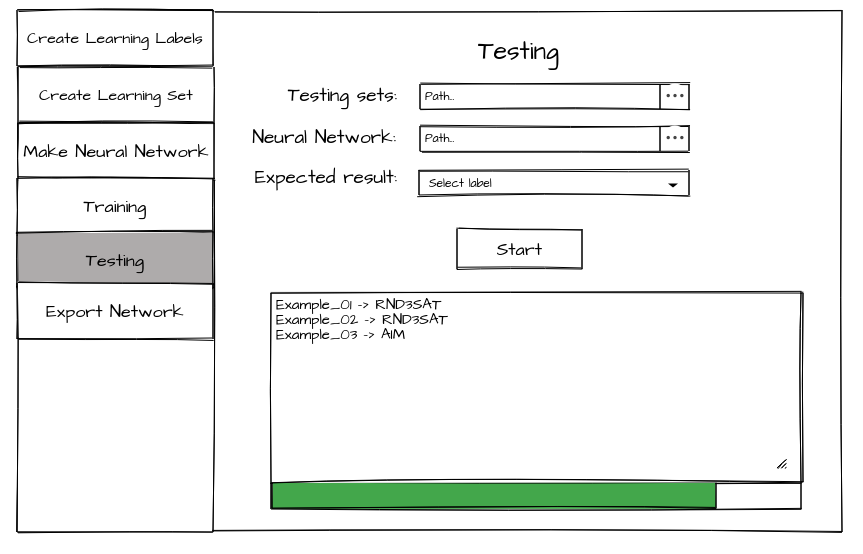 Create Learning Labels
Create Learning Set
Make Neural Network
Training
Testing
Export Network
Testing
Testing sets:
Path..
Neural Network:
Path..
Expected result:
Select label
Start
Example_01 -> RND3SAT
Example_02 -> RND3SAT
Example_03 -> AIM